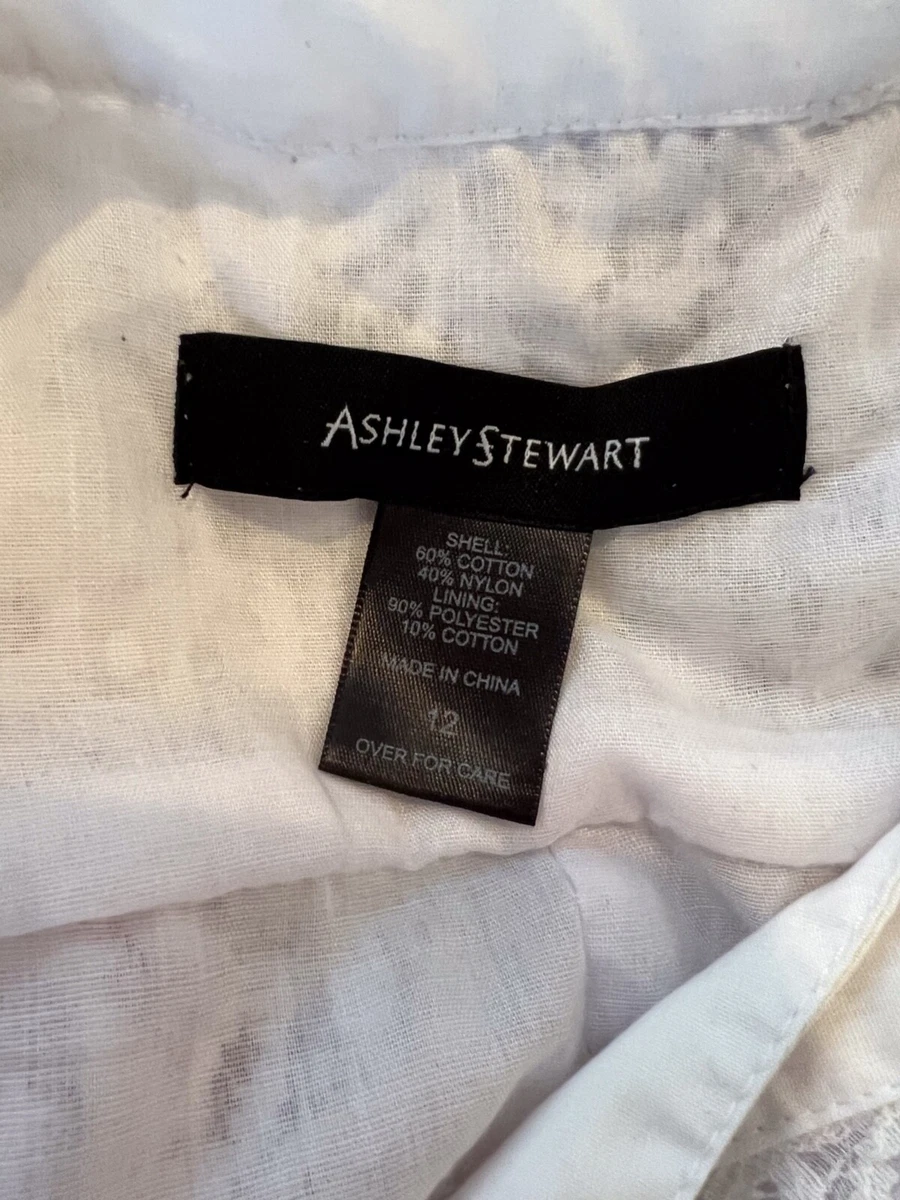 ASHLEY STEWART
SHELL:
60% COTTON
40% NYLON
LINING:
90% POLYESTER
10% COTTON
MADE IN CHINA
12
OVER FOR CARE